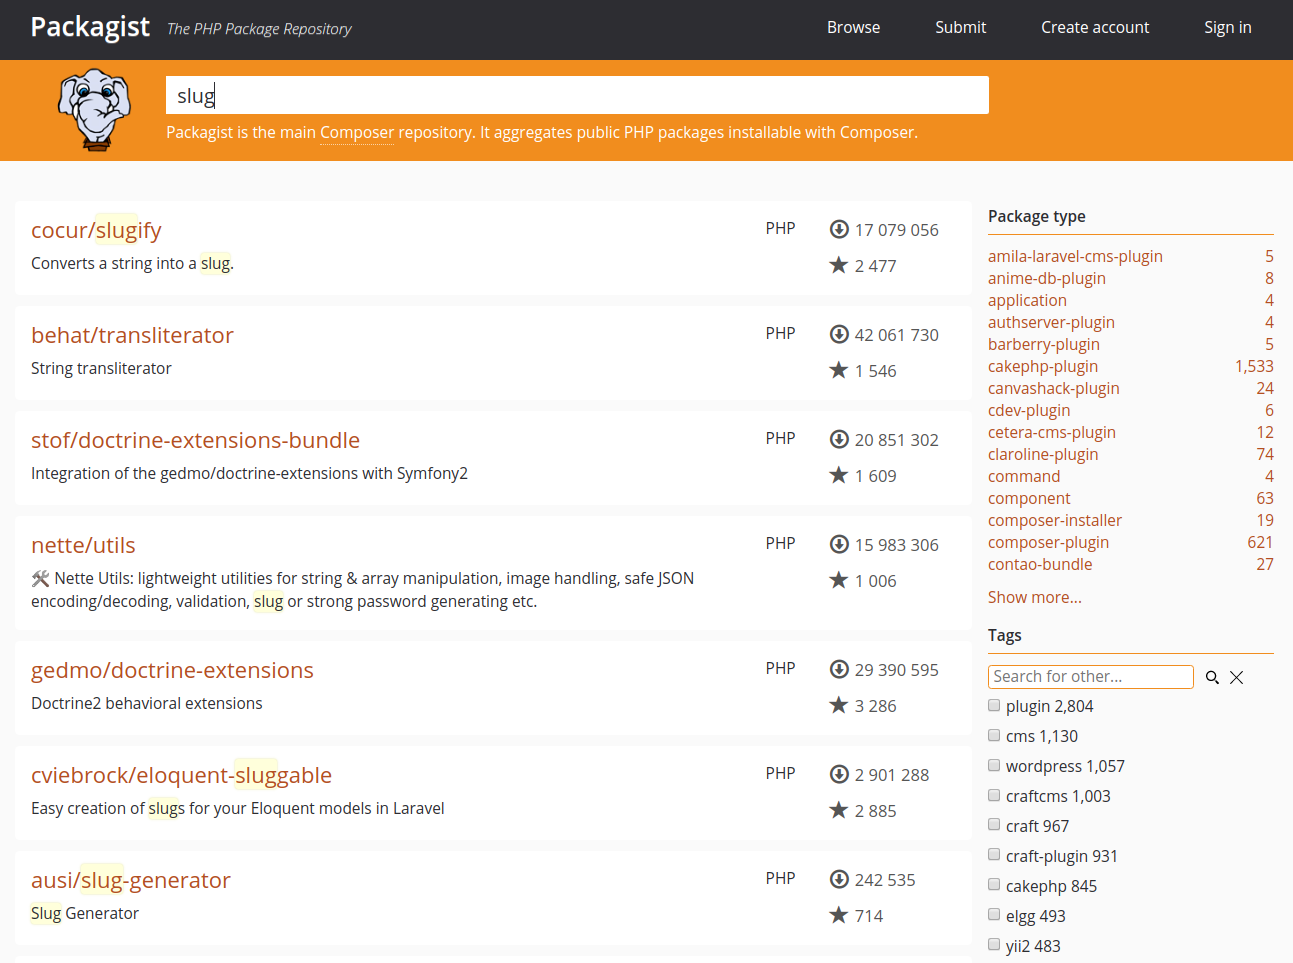 Packagist The PHP Package Repository
Browse Submit Create account Sign in
slug
Packagist is the main Composer repository. It aggregates public PHP packages installable with Composer.
cocur/slugify PHP 17 079 056
Converts a string into a slug. 2 477
behat/transliterator PHP 42 061 730
String transliterator 1 546
stof/doctrine-extensions-bundle PHP 20 851 302
Integration of the gedmo/doctrine-extensions with Symfony2 1 609
nette/utils PHP 15 983 306
🛠 Nette Utils: lightweight utilities for string & array manipulation, image handling, safe JSON 1 006
encoding/decoding, validation, slug or strong password generating etc.
gedmo/doctrine-extensions PHP 29 390 595
Doctrine2 behavioral extensions 3 286
cviebrock/eloquent-sluggable PHP 2 901 288
Easy creation of slugs for your Eloquent models in Laravel 2 885
ausi/slug-generator PHP 242 535
Slug Generator 714
Package type
amila-laravel-cms-plugin 5
anime-db-plugin 8
application 4
authserver-plugin 4
barberry-plugin 5
cakephp-plugin 1,533
canvashack-plugin 24
cdev-plugin 6
cetera-cms-plugin 12
claroline-plugin 74
command 4
component 63
composer-installer 19
composer-plugin 621
contao-bundle 27
Show more...
Tags
Search for other...
plugin 2,804
cms 1,130
wordpress 1,057
craftcms 1,003
craft 967
craft-plugin 931
cakephp 845
elgg 493
yii2 483